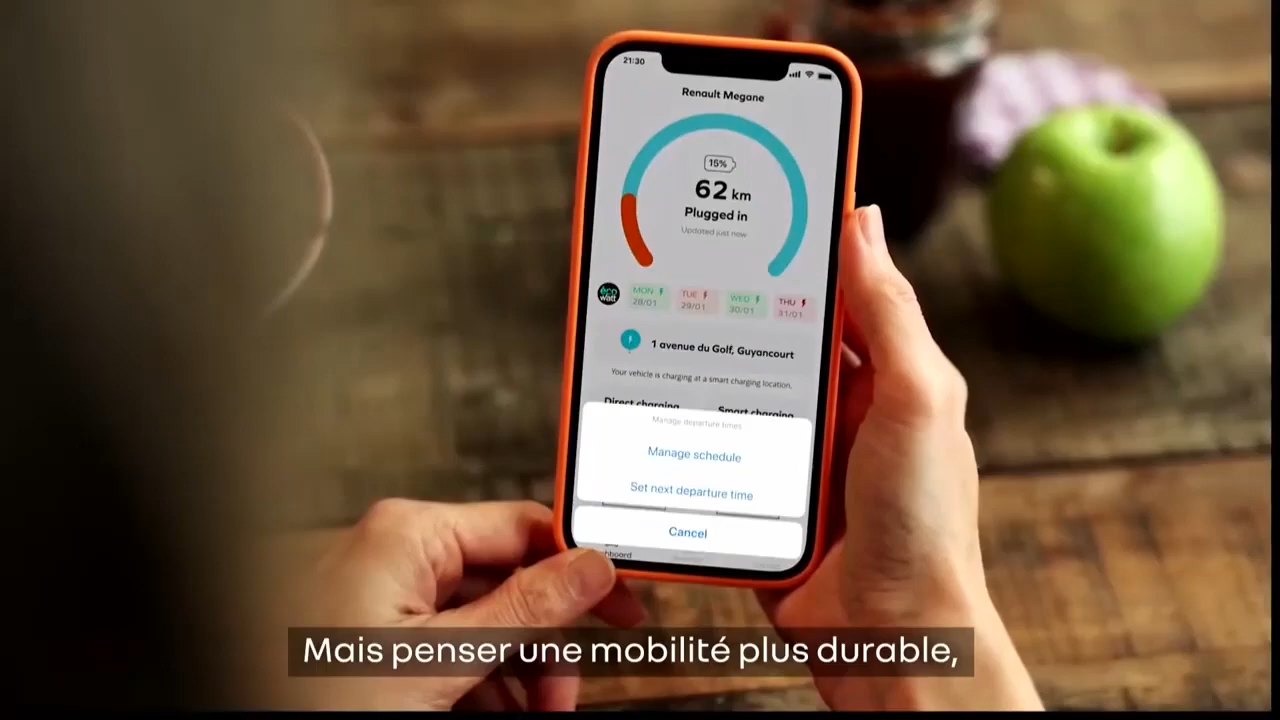 21:30
Renault Megane
15%
62 km
Plugged in
Updated just now
éco
watt
MON TUE WED THU
28/01 29/01 30/01 31/01
1 avenue du Golf, Guyancourt
Your vehicle is charging at a smart charging location.
Direct charging Smart charging
Manage departure times
Manage schedule
Set next departure time
Cancel
hboard
Mais penser une mobilité plus durable,